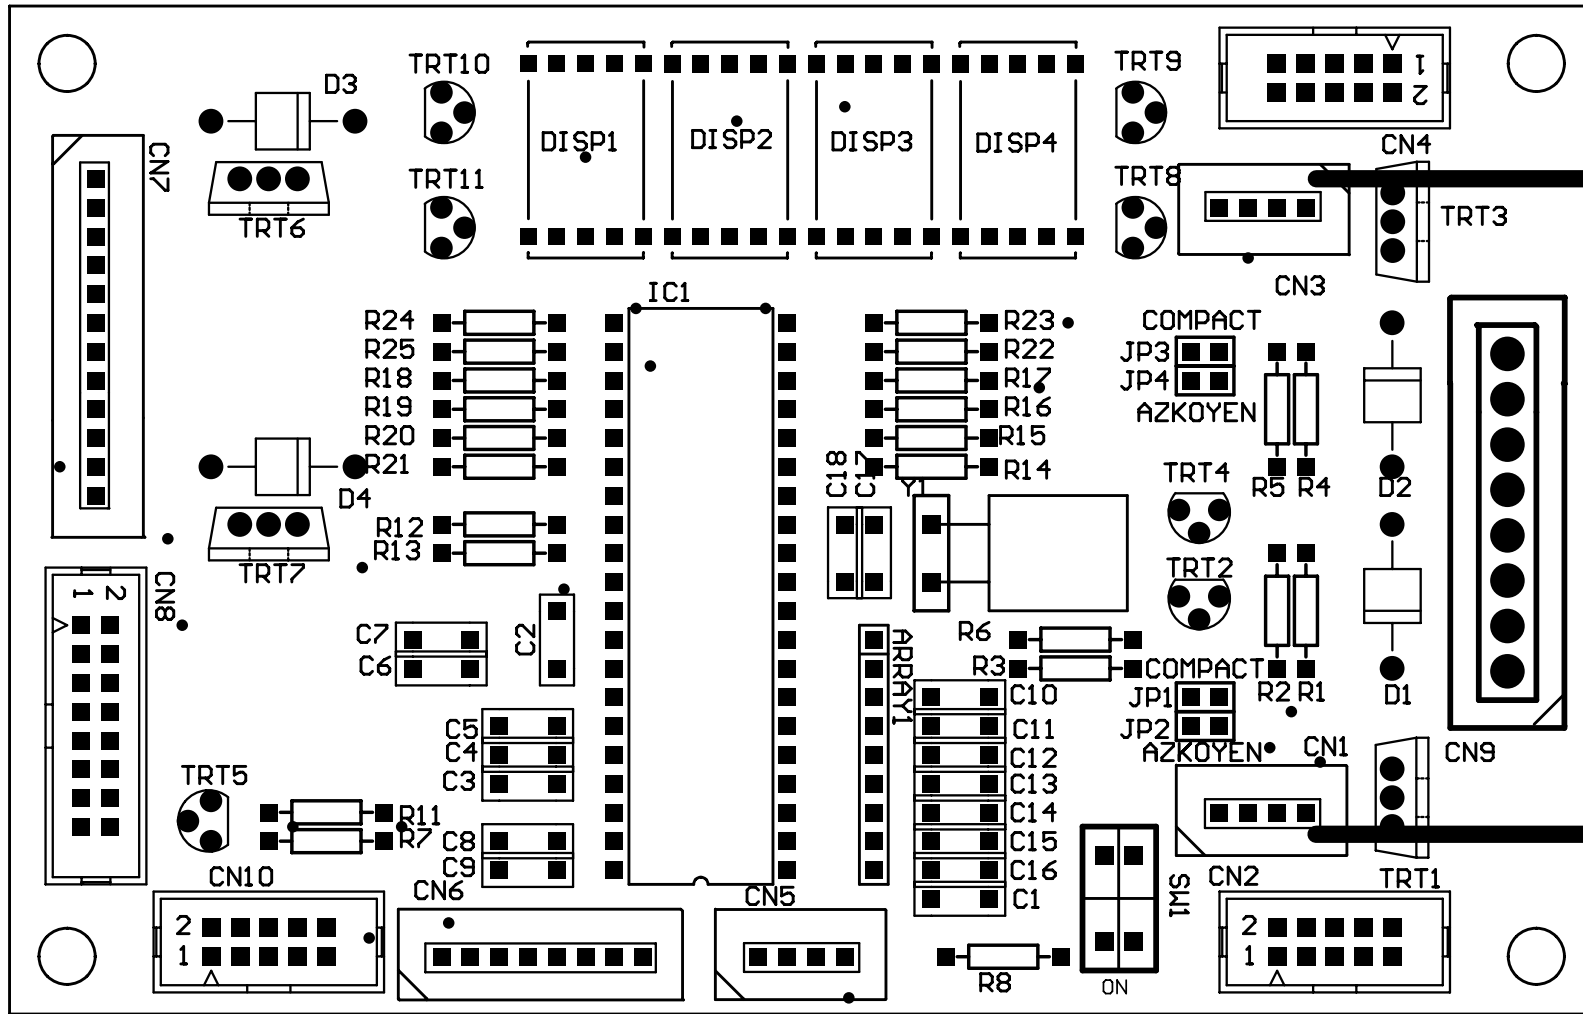 TRT10
TRT9
1
2
D3
DISP1
DISP2
DISP3
DISP4
CN4
CN7
TRT11
TRT8
TRT6
TRT3
CN3
IC1
R24
R23
COMPACT
R25
R22
JP3
R18
R17
JP4
R19
R16
AZKOYEN
R20
R15
R21
R14
C18
C17
Y1
TRT4
R5
R4
D2
D4
R12
R13
TRT7
TRT2
CN8
1
2
C7
C6
C2
ARRAY1
R6
R3
COMPACT
C10
JP1
R2
R1
D1
C5
C11
JP2
C4
C12
AZKOYEN
CN1
CN9
TRT5
C3
C13
R11
C14
R7
C8
C15
C9
C16
CN10
CN6
CN5
C1
SW1
CN2
TRT1
2
1
2
1
R8
ON